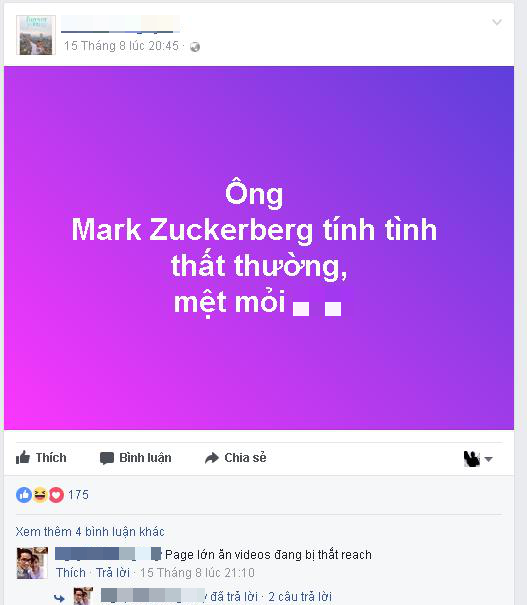 15 Tháng 8 lúc 20:45
Ông
Mark Zuckerberg tính tình
thất thường,
mệt mỏi
Thích Bình luận Chia sẻ
175
Xem thêm 4 bình luận khác
Page lớn ăn videos đang bị thắt reach
Thích · Trả lời · 15 Tháng 8 lúc 21:10
đã trả lời · 2 câu trả lời